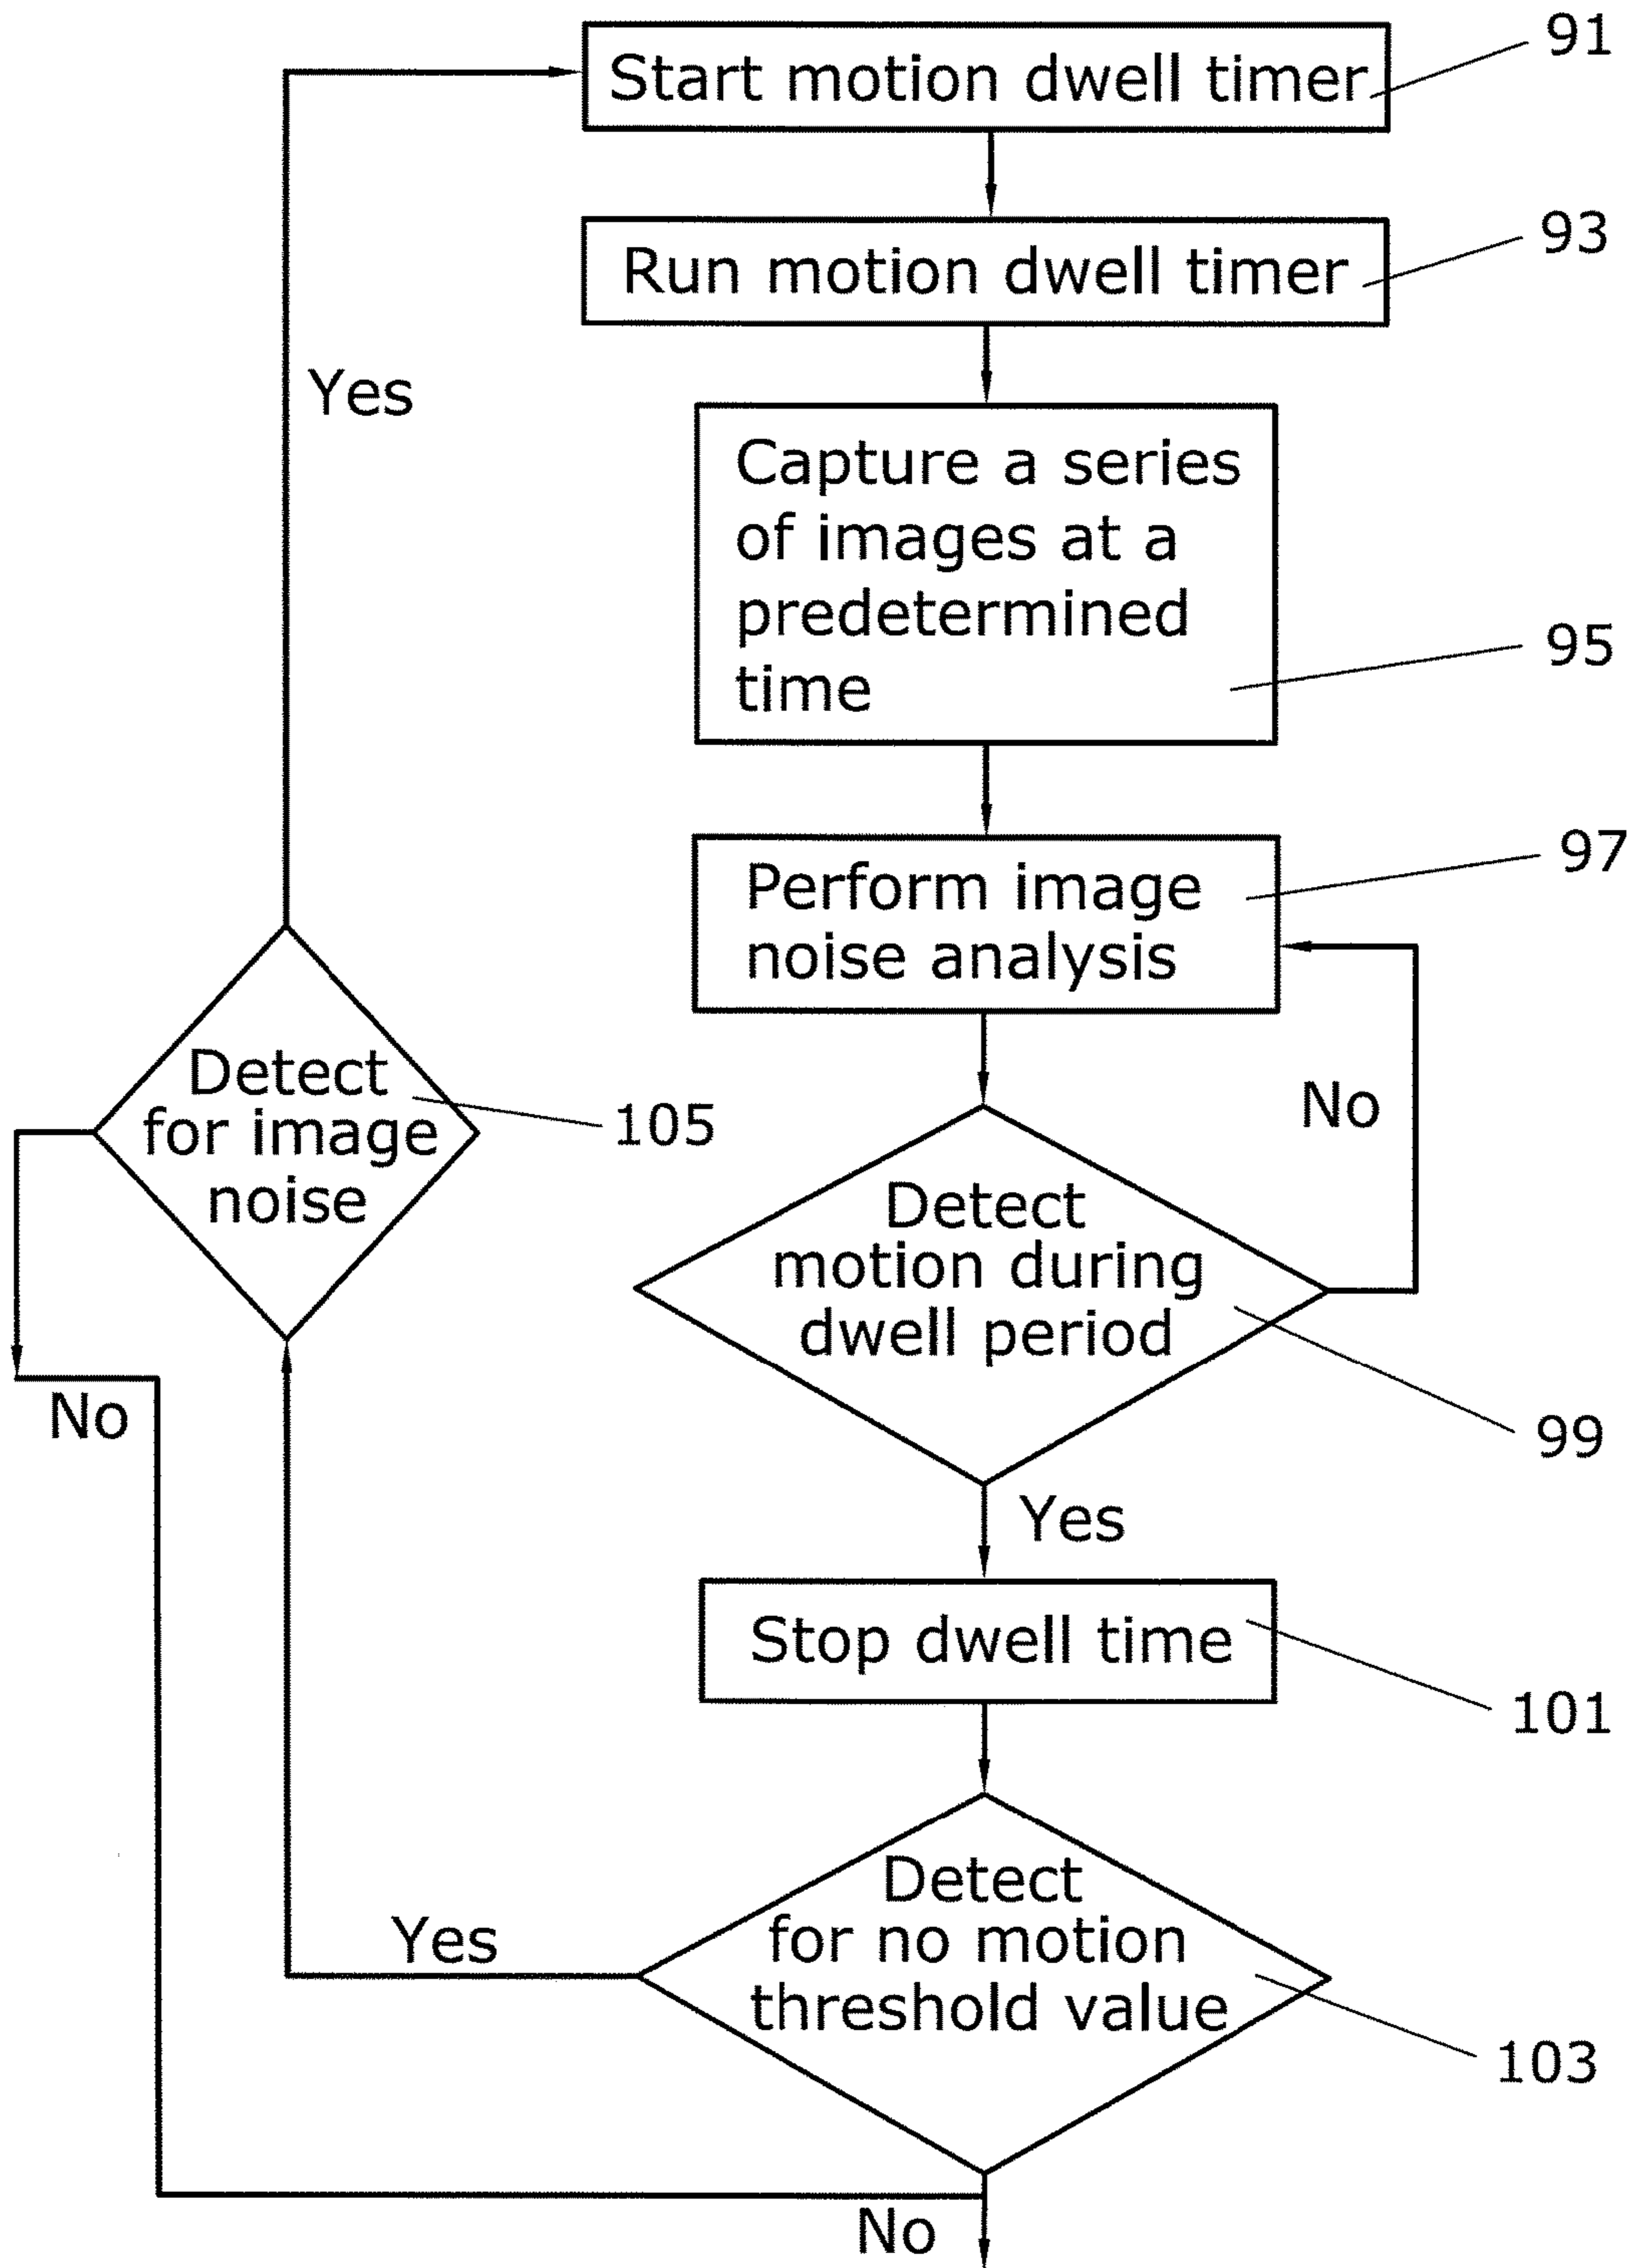 Start motion dwell timer
91
Run motion dwell timer
93
Yes
Capture a series
of images at a
predetermined
time
95
Perform image
noise analysis
97
Detect
for image
noise
105
No
Detect
motion during
dwell period
No
99
Yes
Stop dwell time
101
Detect
for no motion
threshold value
Yes
103
No